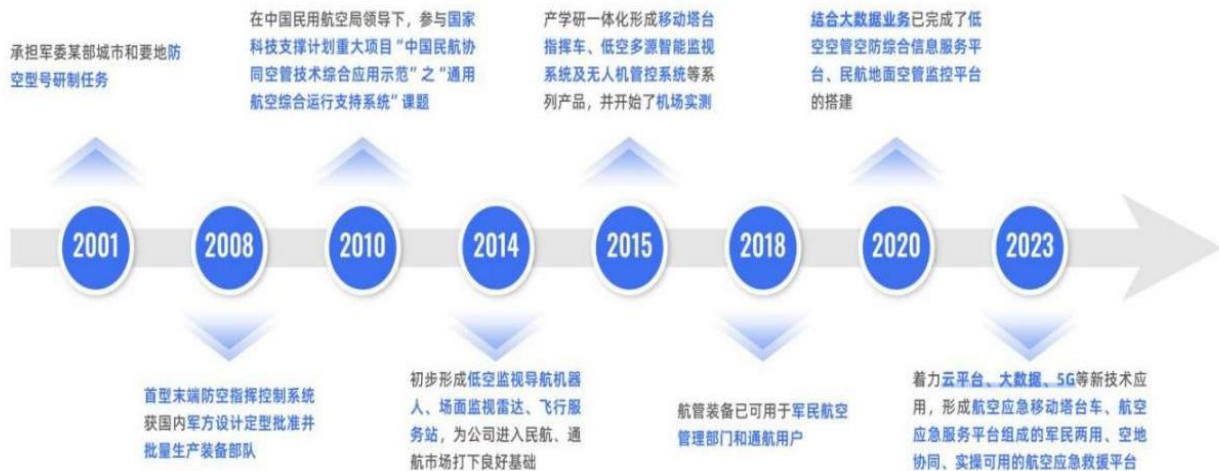 承担军委某部城市和要地防
空型号研制任务
在中国民用航空局领导下，参与国家
科技支撑计划重大项目“中国民航协
同空管技术综合应用示范”之“通用
航空综合运行支持系统”课题
产学研一体化形成移动塔台
指挥车、低空多源智能监视
系统及无人机管控系统等系
列产品，并开始了机场实测
结合大数据业务已完成了低
空空管空防综合信息服务平
台、民航地面空管监控平台
的搭建
2001
2008
2010
2014
2015
2018
2020
2023
首型末端防空指挥控制系统
获国内军方设计定型批准并
批量生产装备部队
初步形成低空监视导航机器
人、场面监视雷达、飞行服
务站，为公司进入民航、通
航市场打下良好基础
航管装备已可用于军民航空
管理部门和通航用户
着力云平台、大数据、5G等新技术应
用，形成航空应急移动塔台车、航空
应急服务平台组成的军民两用、空地
协同、实操可用的航空应急救援平台